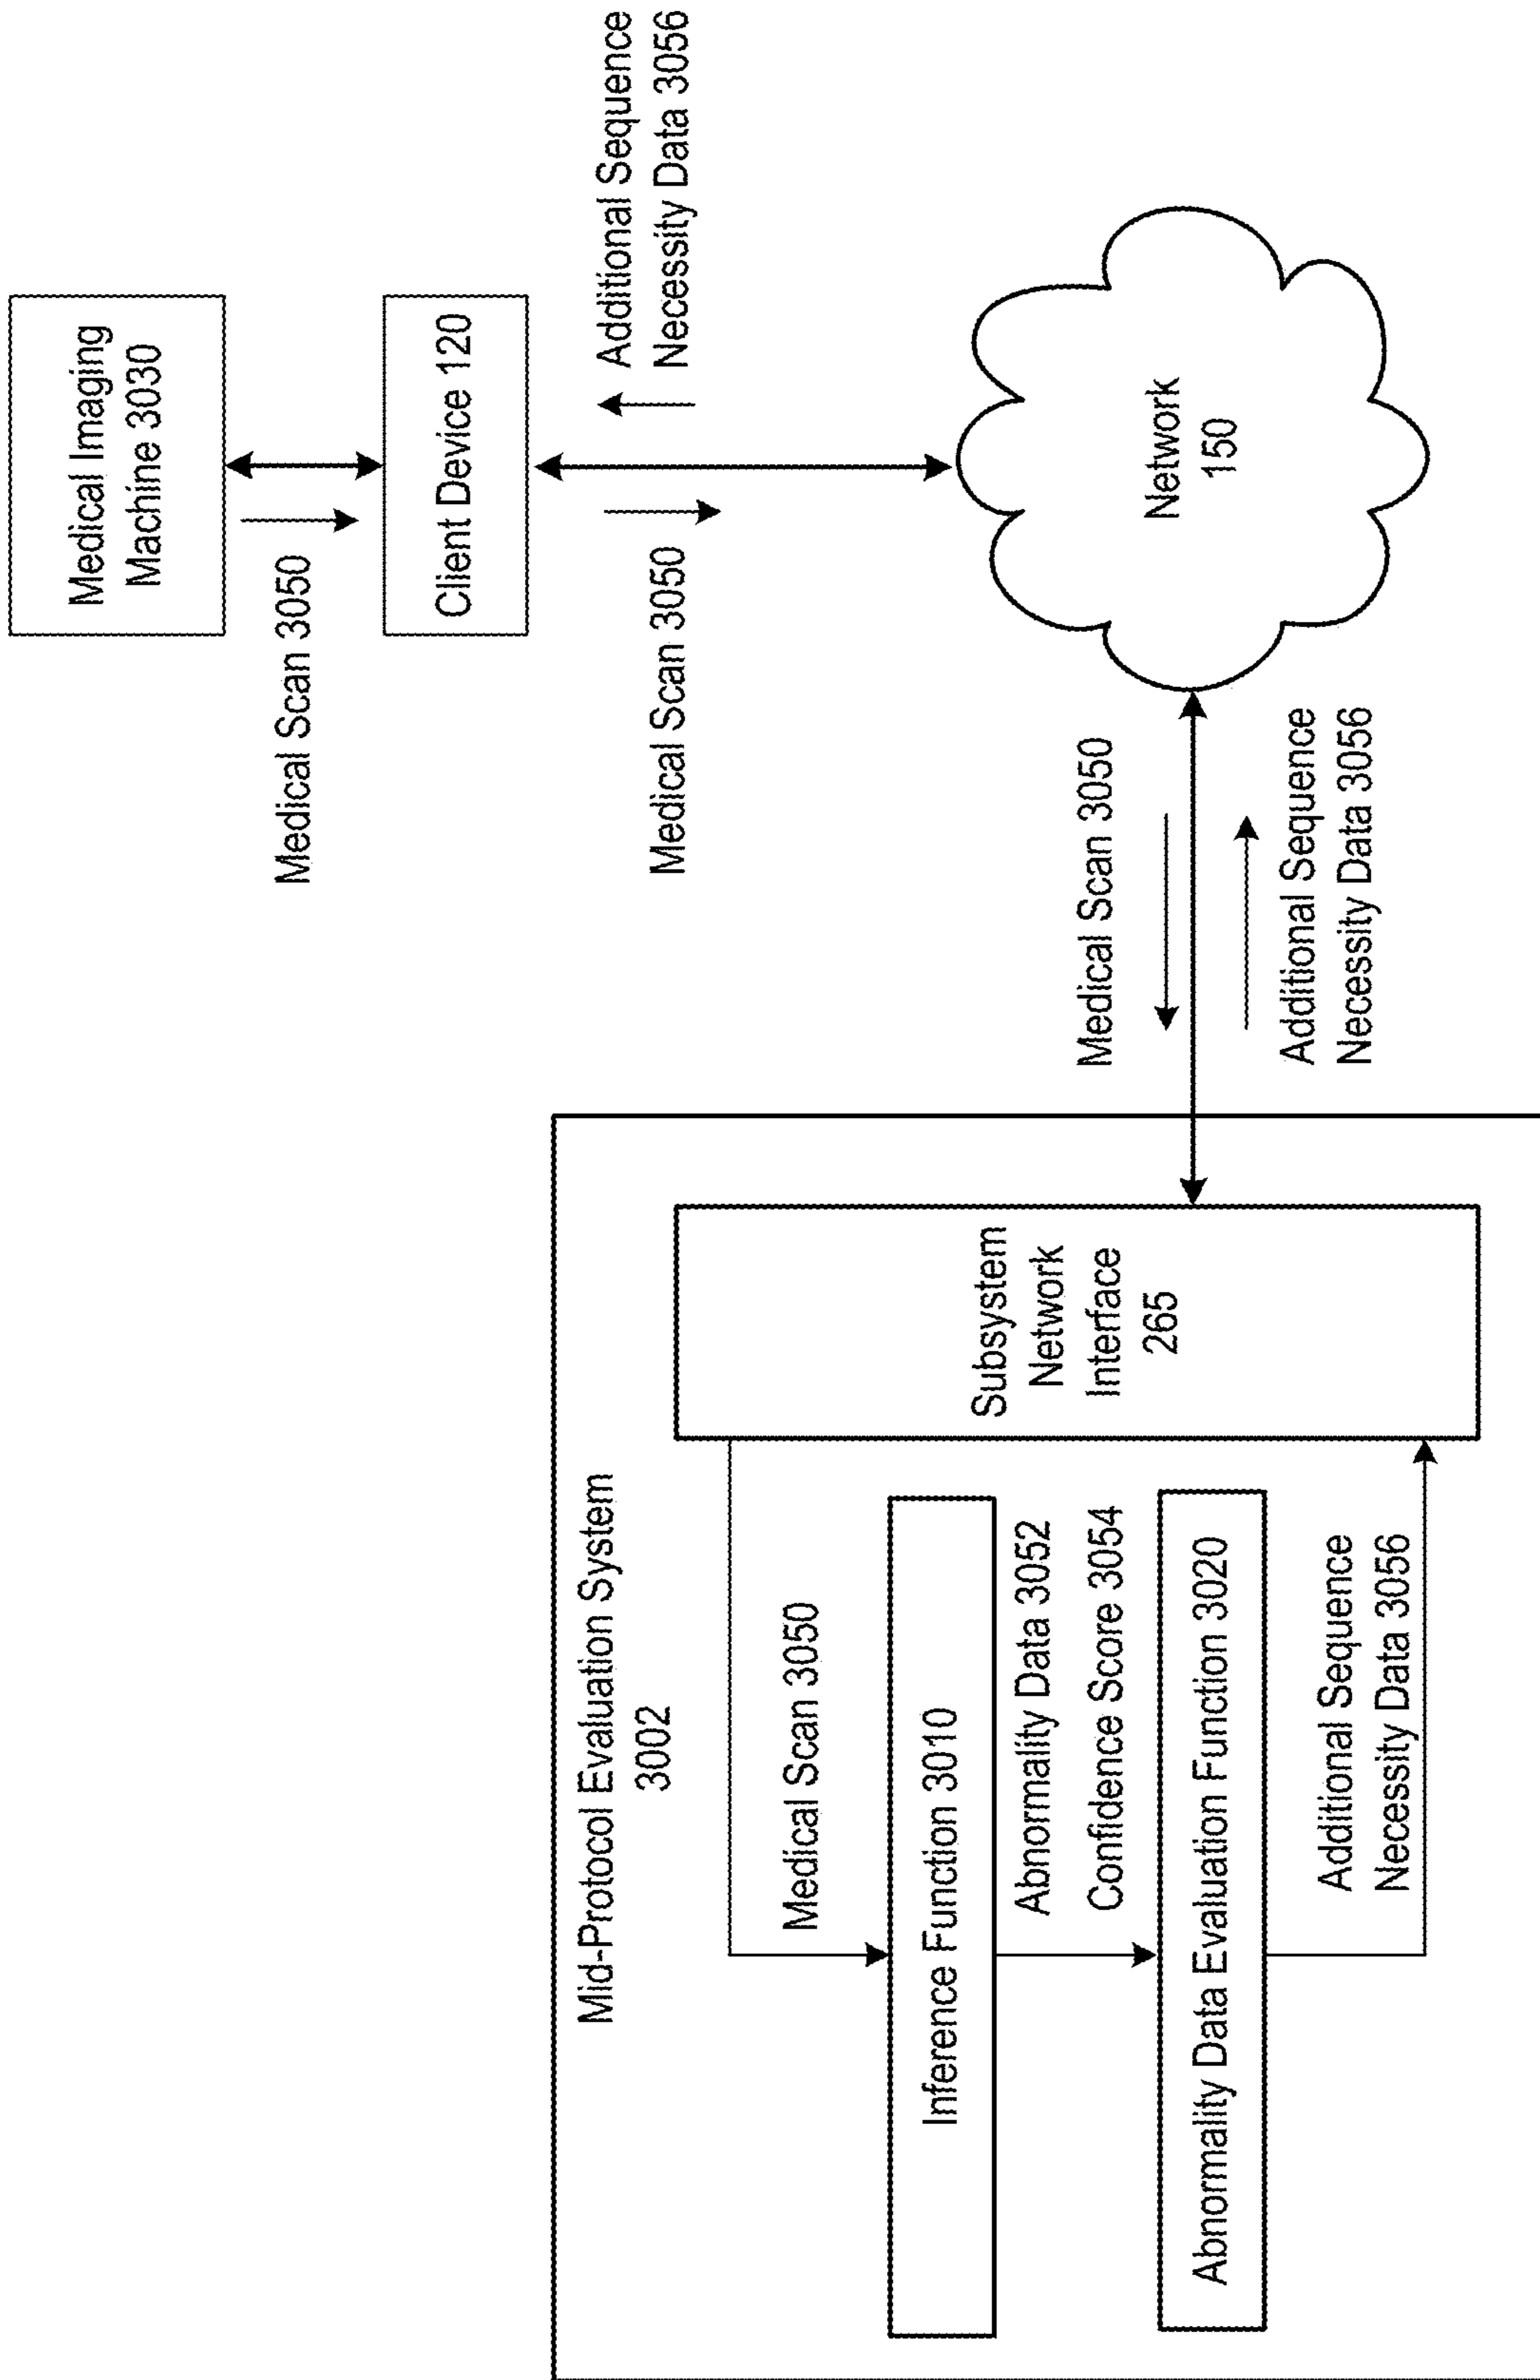 Mid-Protocol Evaluation System
3002
Medical Scan 3050
Inference Function 3010
Abnormality Data 3052
Confidence Score 3054
Abnormality Data Evaluation Function 3020
Additional Sequence
Necessity Data 3056
Subsystem
Network
Interface
265
Medical Scan 3050
Additional Sequence
Necessity Data 3056
Medical Imaging
Machine 3030
Medical Scan 3050
Client Device 120
Medical Scan 3050
Additional Sequence
Necessity Data 3056
Network
150